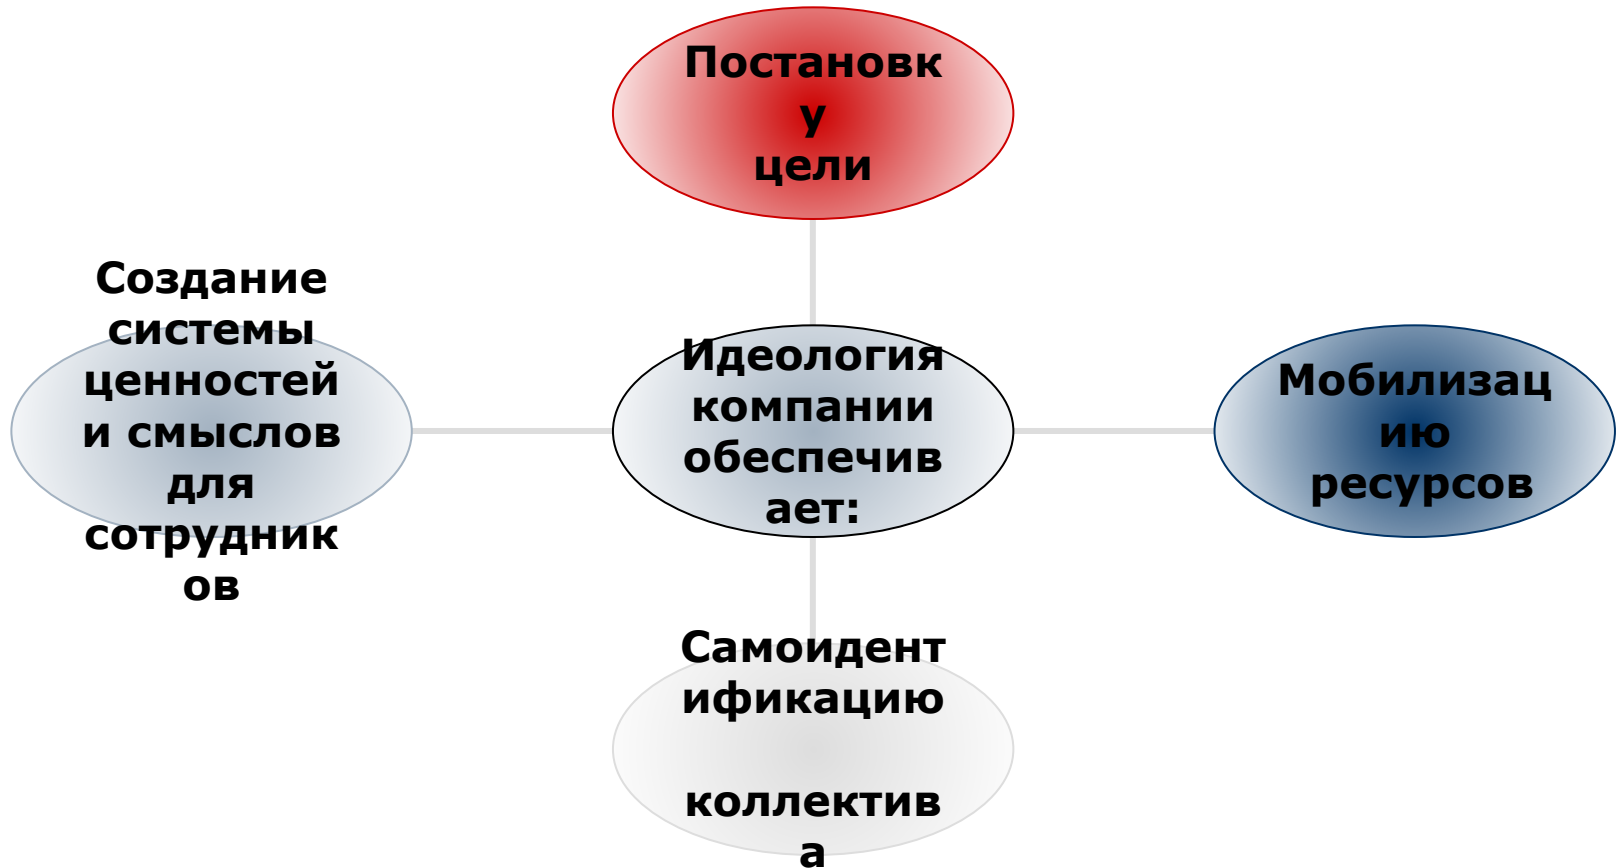 Постановк
у
цели
Создание
системы
ценностей
и смыслов
для
сотрудник
ов
Идеология
компании
обеспечив
ает:
Мобилизац
ию
ресурсов
Самоидент
ификацию
коллектив
а